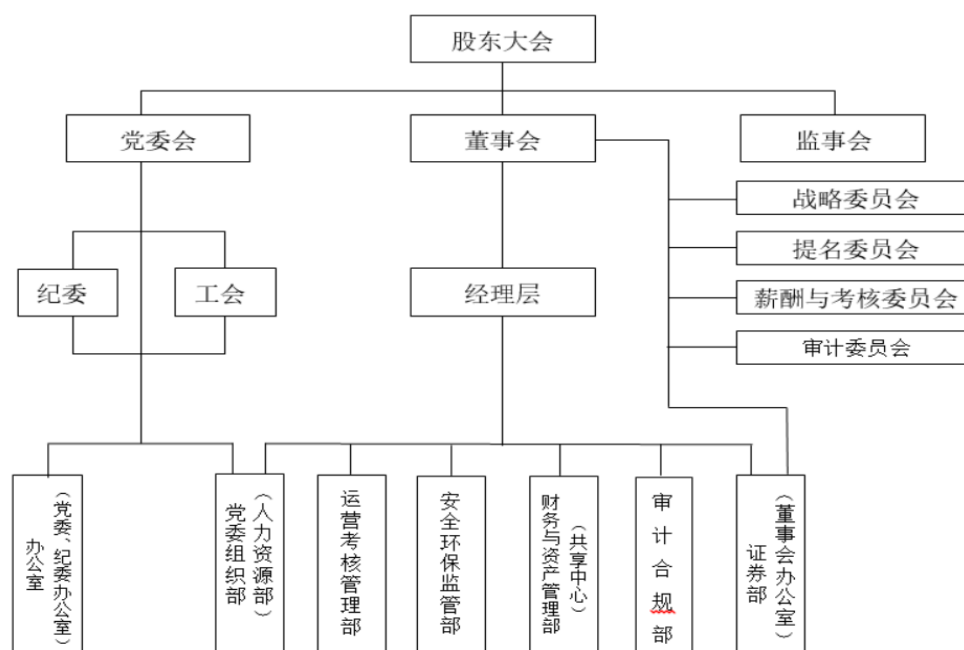 股东大会
党委会
董事会
监事会
战略委员会
提名委员会
薪酬与考核委员会
审计委员会
纪委
工会
经理层
办公室
（党委、纪委办公室）
党委组织部
（人力资源部）
运营考核管理部
安全环保监管部
财务与资产管理部
（共享中心）
审计合规部
证券部
（董事会办公室）